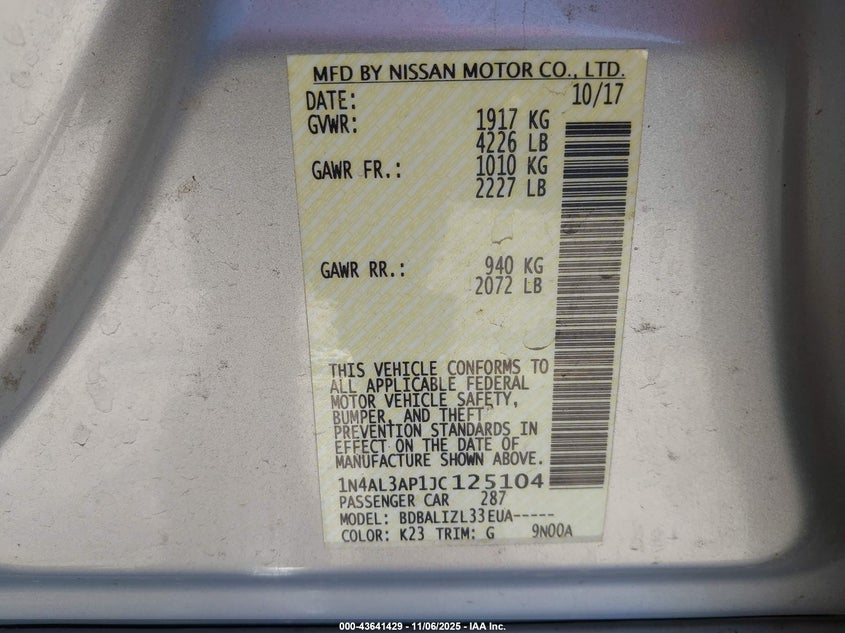 MFD BY NISSAN MOTOR CO., LTD.
DATE: 10/17
GVWR: 1917 KG
4226 LB
GAWR FR.: 1010 KG
2227 LB
GAWR RR.: 940 KG
2072 LB
THIS VEHICLE CONFORMS TO
ALL APPLICABLE FEDERAL
MOTOR VEHICLE SAFETY,
BUMPER, AND THEFT
PREVENTION STANDARDS IN
EFFECT ON THE DATE OF
MANUFACTURE SHOWN ABOVE.
1N4AL3AP1JC125104
PASSENGER CAR 287
MODEL: BDBALIZL33EUA-----
COLOR: K23 TRIM: G 9N00A
000-43641429 - 11/06/2025 - IAA Inc.